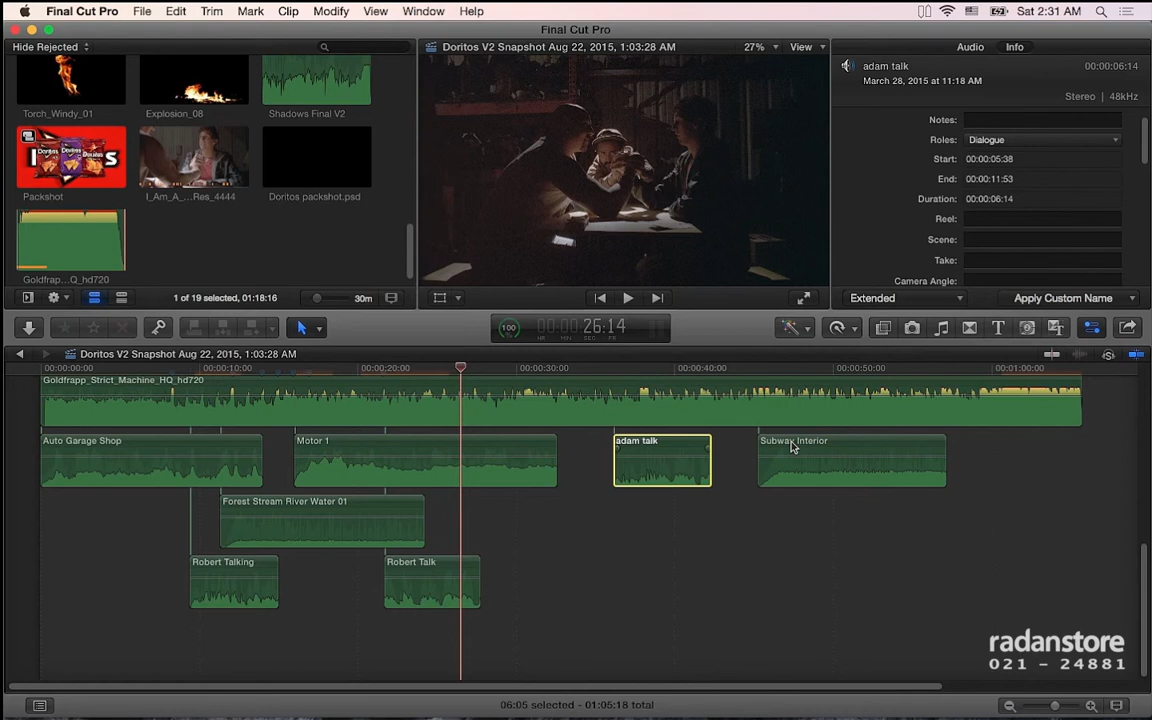 Final Cut Pro File Edit Trim Mark Clip Modify View Window Help Sat 2:31 AM
Final Cut Pro
Hide Rejected
Doritos V2 Snapshot Aug 22, 2015, 1:03:28 AM 27% View
Audio Info
adam talk 00:00:06:14
March 28, 2015 at 11:18 AM
Stereo | 48kHz
Torch_Windy_01 Explosion_08 Shadows Final V2
Notes:
Roles: Dialogue
Start: 00:00:05:38
End: 00:00:11:53
Duration: 00:00:06:14
Reel:
Scene:
Take:
Camera Angle:
Packshot I_Am_A_...Res_4444 Doritos packshot.psd
Goldfrap...Q_hd720
1 of 19 selected, 01:18:16 30m
Extended Apply Custom Name
100 00:00:26:14
HR MIN SEC FR
Doritos V2 Snapshot Aug 22, 2015, 1:03:28 AM
00:00:00:00 00:00:10:00 00:00:20:00 00:00:30:00 00:00:40:00 00:00:50:00 00:01:00:00
Goldfrapp_Strict_Machine_HQ_hd720
Auto Garage Shop Motor 1 adam talk Subway Interior
Forest Stream River Water 01
Robert Talking Robert Talk
radanstore
021 - 24881
06:05 selected - 01:05:18 total